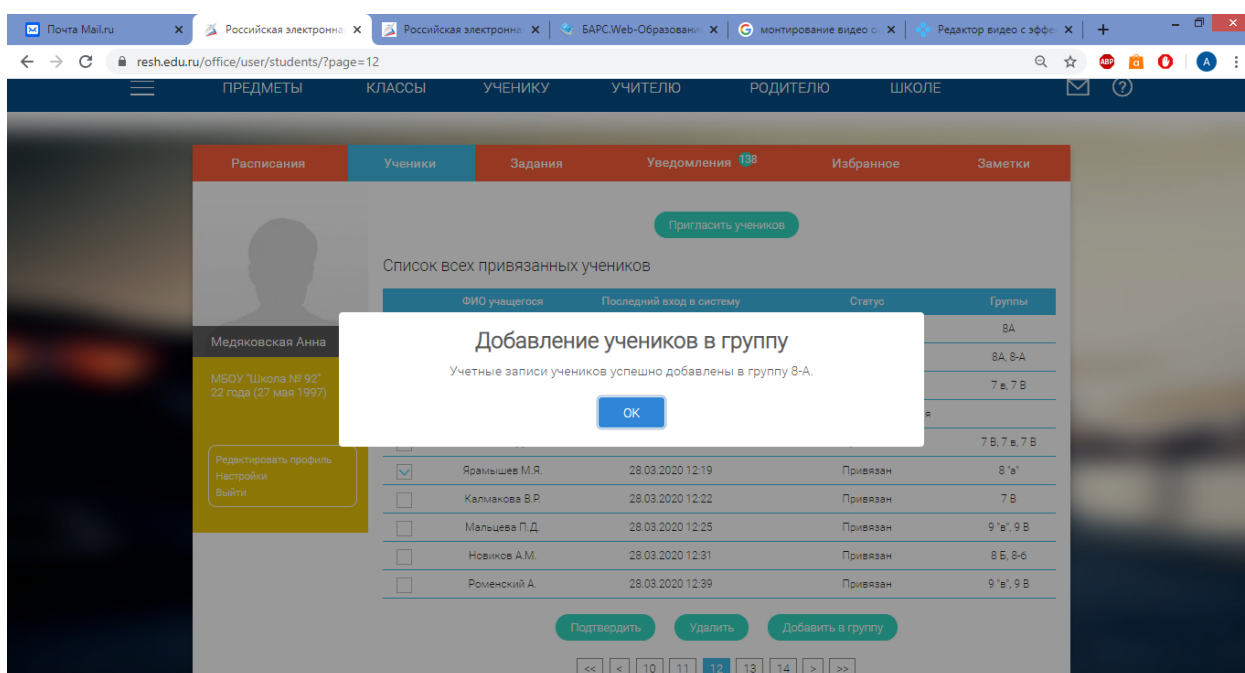 Почта Mail.ru
Российская электронна
Российская электронна
БАРС.Web-Образовани
монтирование видео о
Редактор видео с эффе
resh.edu.ru/office/user/students/?page=12
ABP
A
ПРЕДМЕТЫ КЛАССЫ УЧЕНИКУ УЧИТЕЛЮ РОДИТЕЛЮ ШКОЛЕ
Расписания Ученики Задания Уведомления 138 Избранное Заметки
Пригласить учеников
Список всех привязанных учеников
ФИО учащегося Последний вход в систему Статус Группы
8А
8А, 8-А
7 в, 7 В
я
7 В, 7 в, 7 В
Добавление учеников в группу
Учетные записи учеников успешно добавлены в группу 8-А.
OK
Медяковская Анна
МБОУ "Школа № 92"
22 года (27 мая 1997)
Редактировать профиль
Настройки
Выйти
Ярамышев М.Я. 28.03.2020 12:19 Привязан 8 "а"
Калмакова В.Р. 28.03.2020 12:22 Привязан 7 В
Мальцева П.Д. 28.03.2020 12:25 Привязан 9 "в", 9 В
Новиков А.М. 28.03.2020 12:31 Привязан 8 Б, 8-б
Роменский А. 28.03.2020 12:39 Привязан 9 "в", 9 В
Подтвердить Удалить Добавить в группу
<< < 10 11 12 13 14 > >>